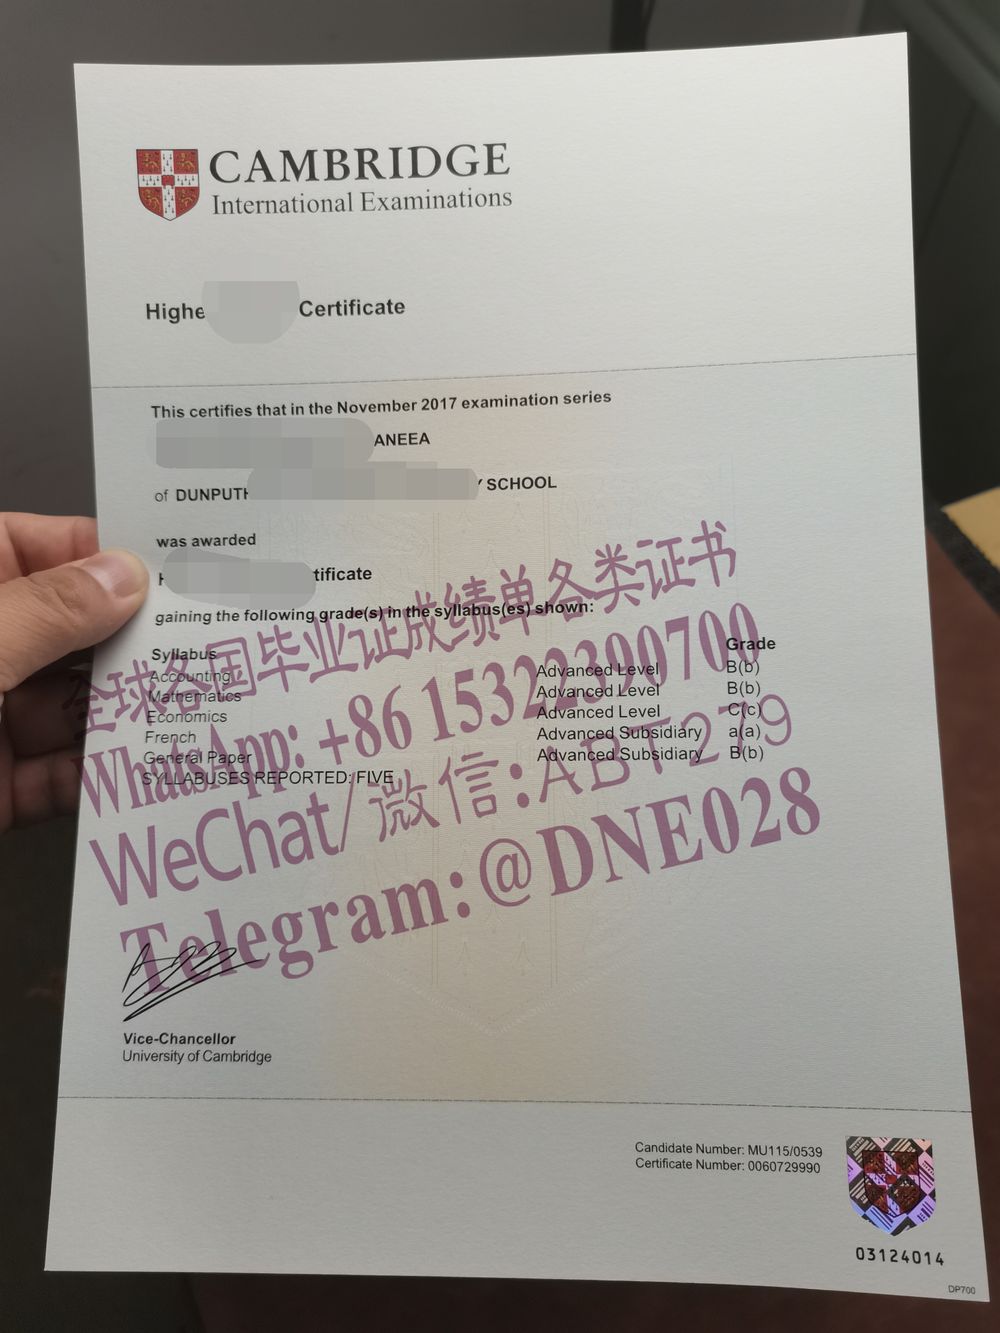 CAMBRIDGE
International Examinations
Highe Certificate
This certifies that in the November 2017 examination series
ANEEA
of DUNPUTH SCHOOL
was awarded
tificate
gaining the following grade(s) in the syllabus(es) shown:
Syllabus Grade
Accounting Advanced Level B(b)
Mathematics Advanced Level B(b)
Economics Advanced Level C(c)
French Advanced Subsidiary a(a)
General Paper Advanced Subsidiary B(b)
SYLLABUSES REPORTED: FIVE
全球各国毕业证成绩单各类证书
WhatsApp: +86 15322390700
WeChat/微信:ABT279
Telegram:@DNE028
Vice-Chancellor
University of Cambridge
Candidate Number: MU115/0539
Certificate Number: 0060729990
03124014
DP700